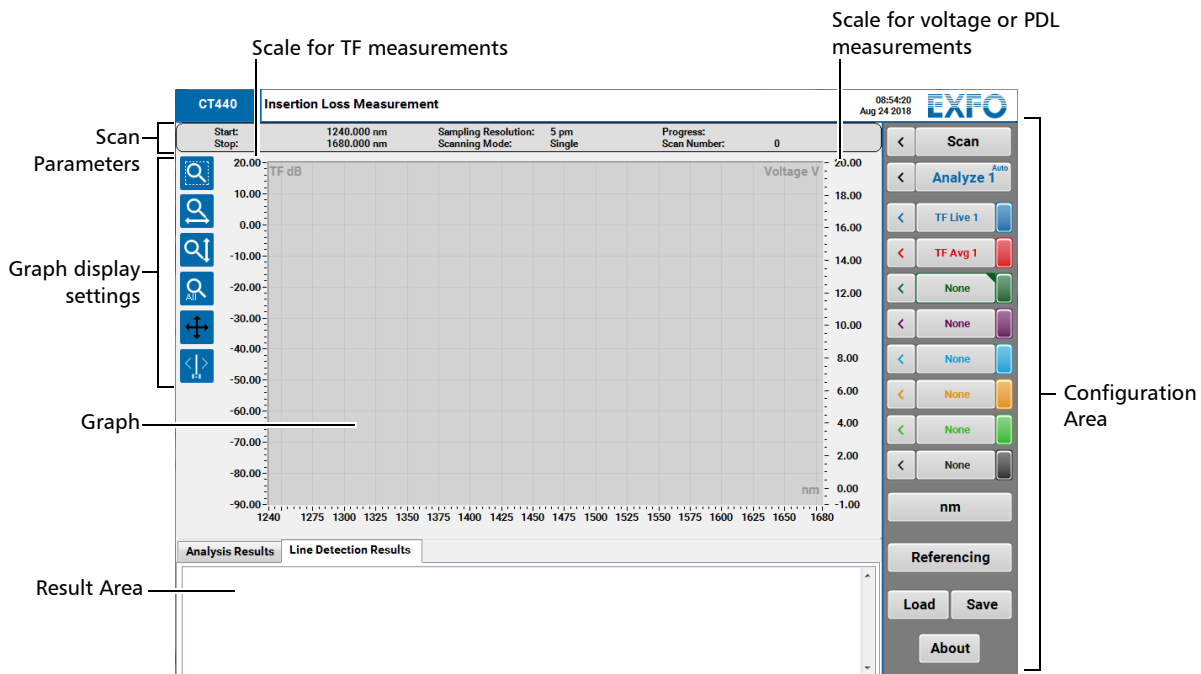 Scale for TF measurements
Scale for voltage or PDL
measurements
CT440
Insertion Loss Measurement
08:54:20
Aug 24 2018
EXFO
Scan
Parameters
Start: 1240.000 nm Sampling Resolution: 5 pm Progress:
Stop: 1680.000 nm Scanning Mode: Single Scan Number: 0
Graph display
settings
All
Graph
20.00
10.00
0.00
-10.00
-20.00
-30.00
-40.00
-50.00
-60.00
-70.00
-80.00
-90.00
TF dB
Voltage V
nm
20.00
18.00
16.00
14.00
12.00
10.00
8.00
6.00
4.00
2.00
0.00
-1.00
1240 1275 1300 1325 1350 1375 1400 1425 1450 1475 1500 1525 1550 1575 1600 1625 1650 1680
< Scan
< Analyze 1 Auto
< TF Live 1
< TF Avg 1
< None
< None
< None
< None
< None
< None
nm
Referencing
Load Save
About
Configuration
Area
Analysis Results Line Detection Results
Result Area